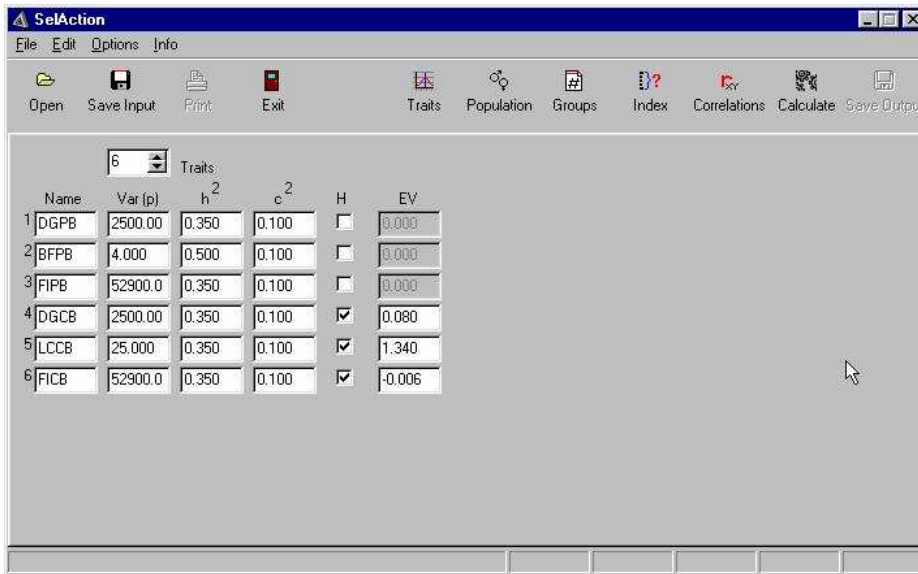 SelAction
File Edit Options Info
Open Save Input Print Exit Traits Population Groups Index Correlations Calculate Save Outpu
6 Traits
Name Var (p) h2 c2 H EV
1 DGPB 2500.00 0.350 0.100 0.000
2 BFPB 4.000 0.500 0.100 0.000
3 FIPB 52900.0 0.350 0.100 0.000
4 DGCB 2500.00 0.350 0.100 0.080
5 LCCB 25.000 0.350 0.100 1.340
6 FICB 52900.0 0.350 0.100 -0.006